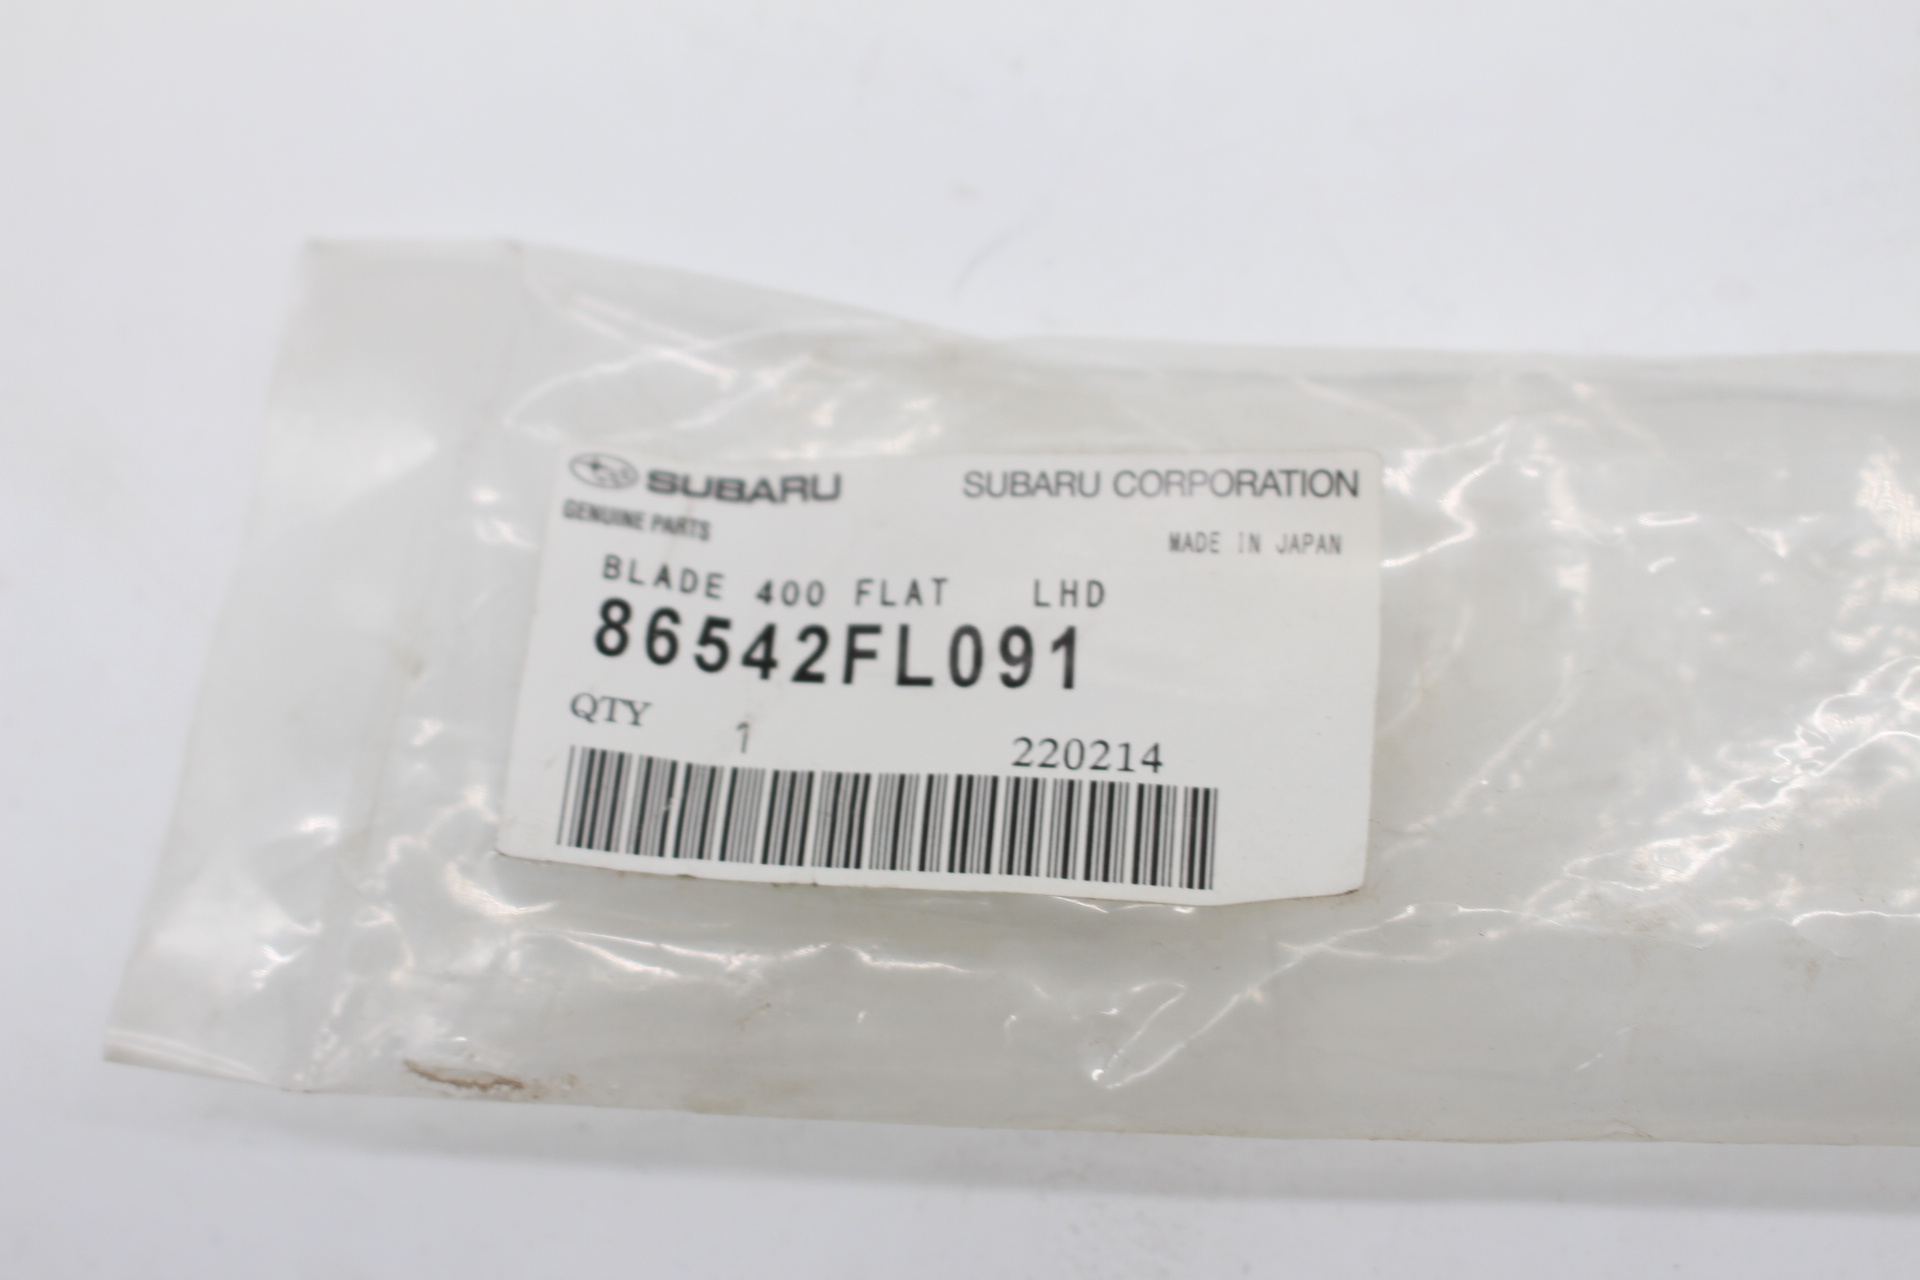 SUBARU SUBARU CORPORATION
GENUINE PARTS
MADE IN JAPAN
BLADE 400 FLAT LHD
86542FL091
QTY 1 220214